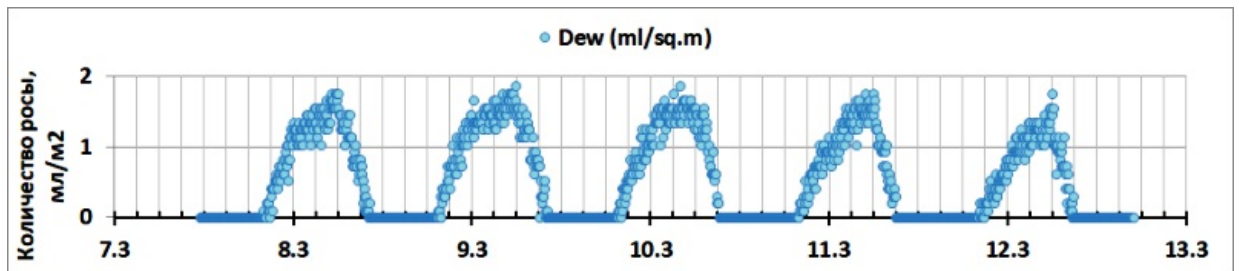 Dew (ml/sq.m)
Количество росы,
мл/м2
2
1
0
7.3 8.3 9.3 10.3 11.3 12.3 13.3